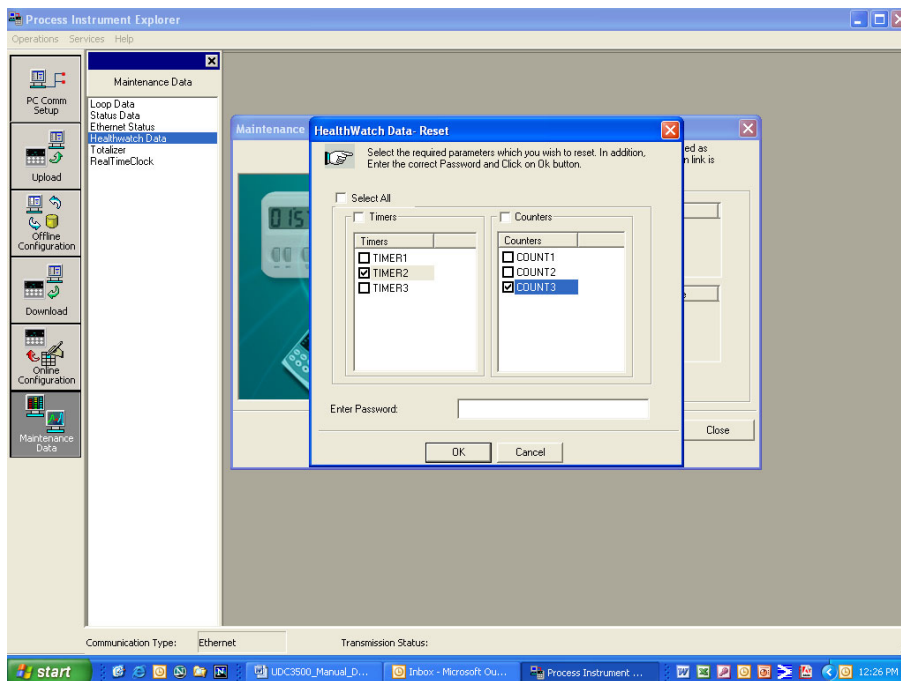 Process Instrument Explorer
Operations Services Help
PC Comm
Setup
Upload
Offline
Configuration
Download
Online
Configuration
Maintenance
Data
Maintenance Data
Loop Data
Status Data
Ethernet Status
Healthwatch Data
Totalizer
RealTimeClock
Maintenance
ed as
n link is
015
Close
HealthWatch Data- Reset
Select the required parameters which you wish to reset. In addition,
Enter the correct Password and Click on Ok button.
Select All
Timers
Timers
TIMER1
TIMER2
TIMER3
Counters
Counters
COUNT1
COUNT2
COUNT3
Enter Password:
OK Cancel
Communication Type: Ethernet Transmission Status:
start UDC3500_Manual_D... Inbox - Microsoft Ou... Process Instrument ... 12:26 PM